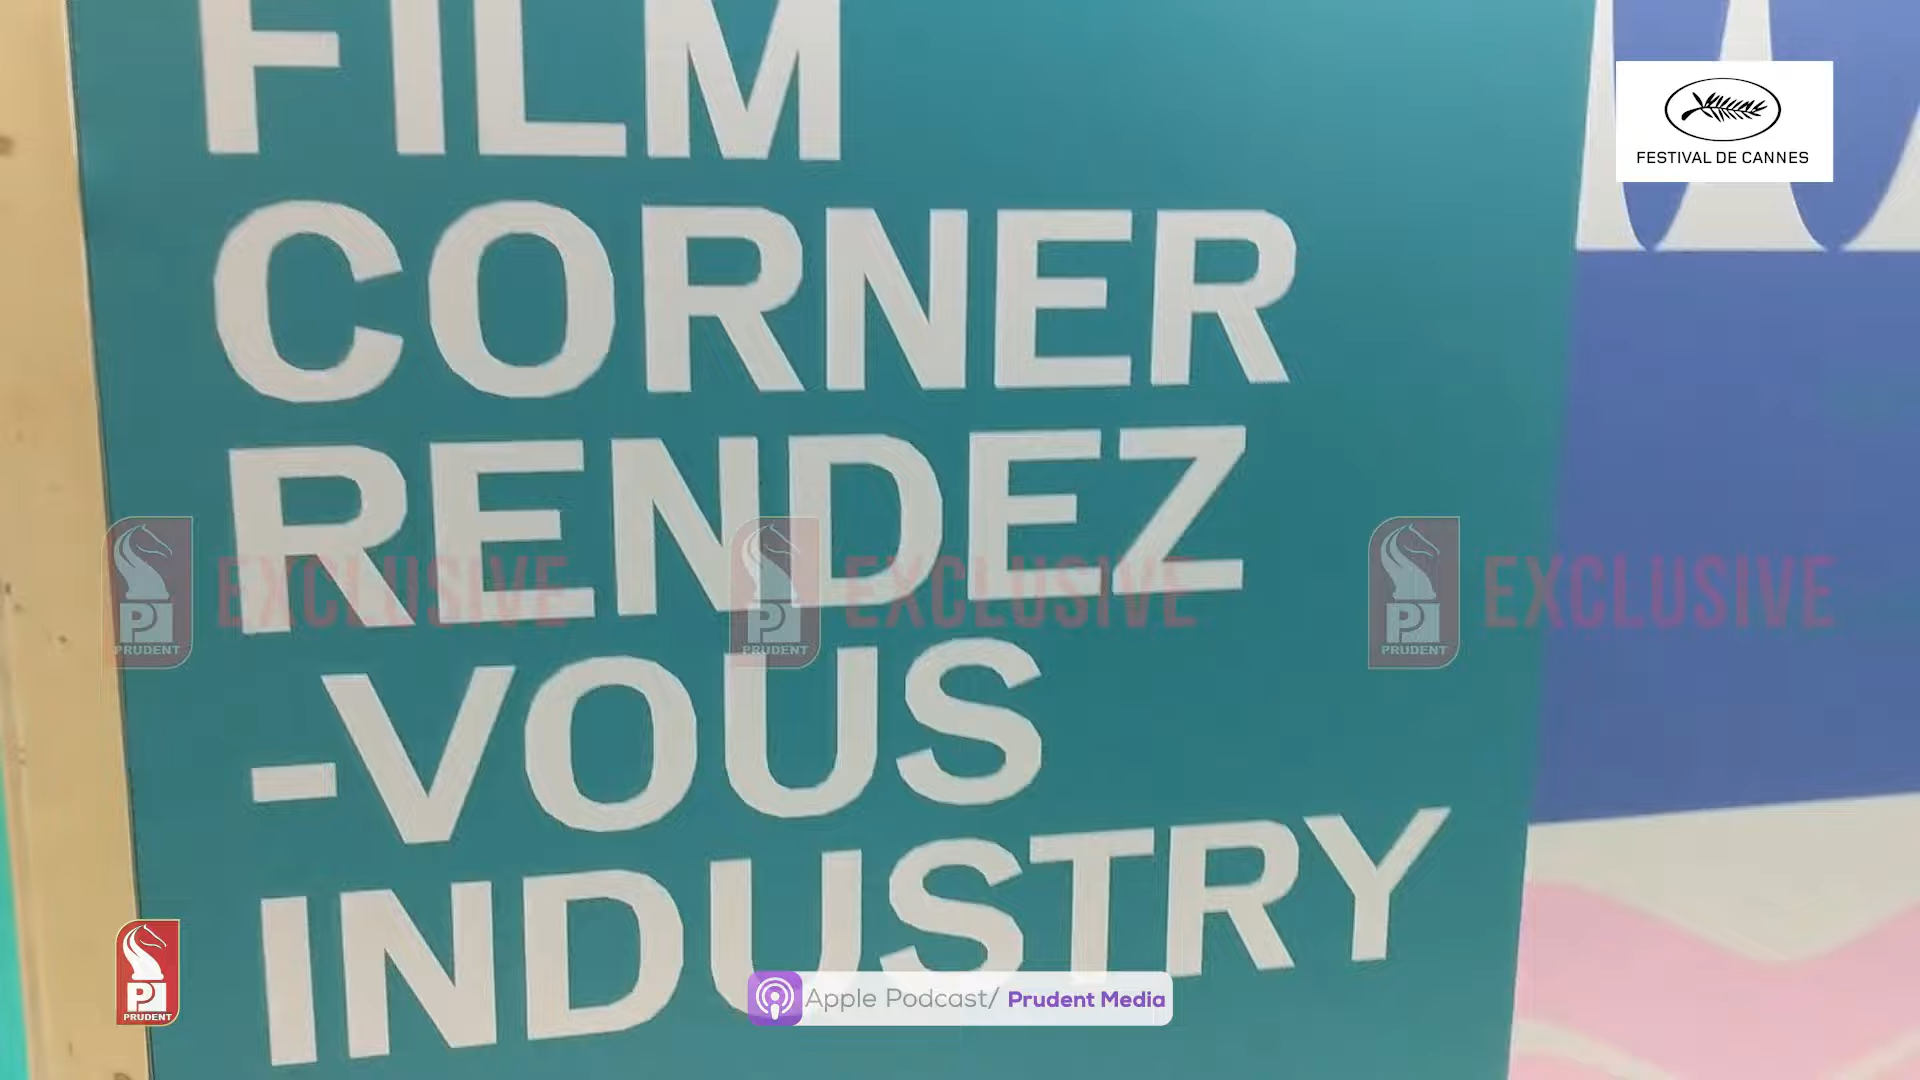 FILM
CORNER
RENDEZ
-VOUS
INDUSTRY
FESTIVAL DE CANNES
EXCLUSIVE EXCLUSIVE EXCLUSIVE
P PRUDENT
P PRUDENT
P PRUDENT
P PRUDENT
Apple Podcast/ Prudent Media